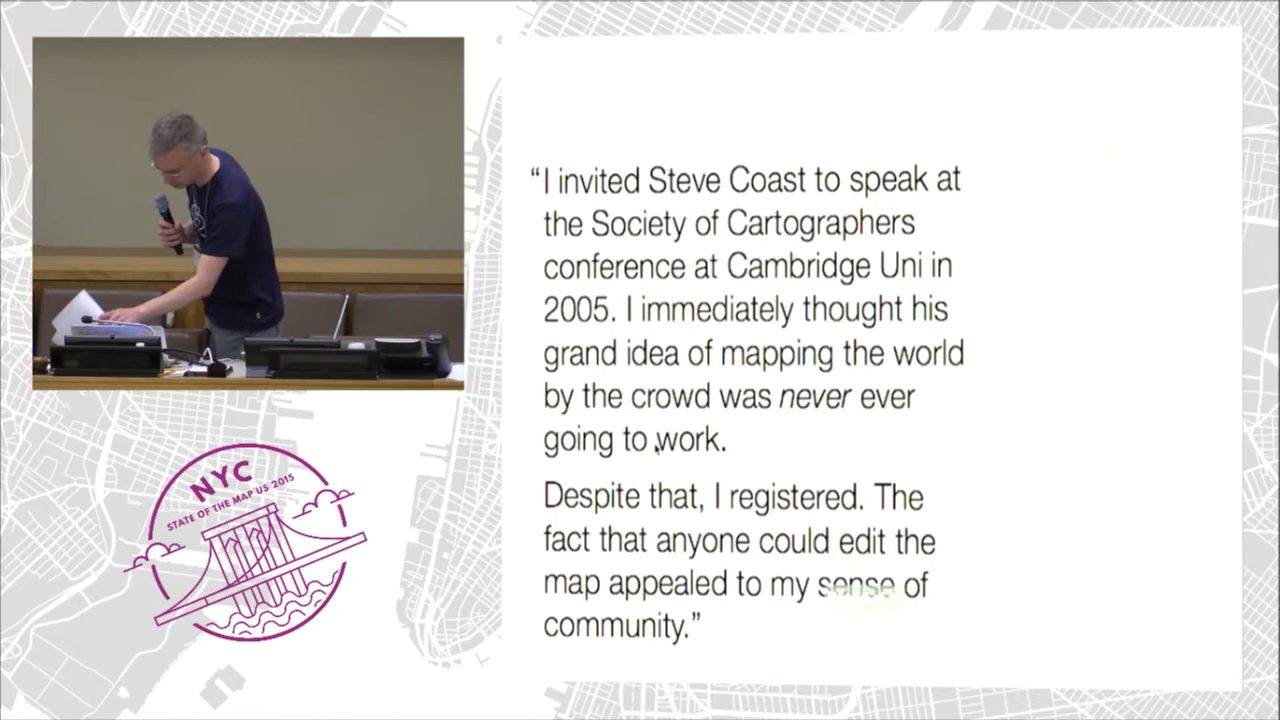 NYC
STATE OF THE MAP US 2015
“I invited Steve Coast to speak at
the Society of Cartographers
conference at Cambridge Uni in
2005. I immediately thought his
grand idea of mapping the world
by the crowd was never ever
going to work.
Despite that, I registered. The
fact that anyone could edit the
map appealed to my sense of
community.”